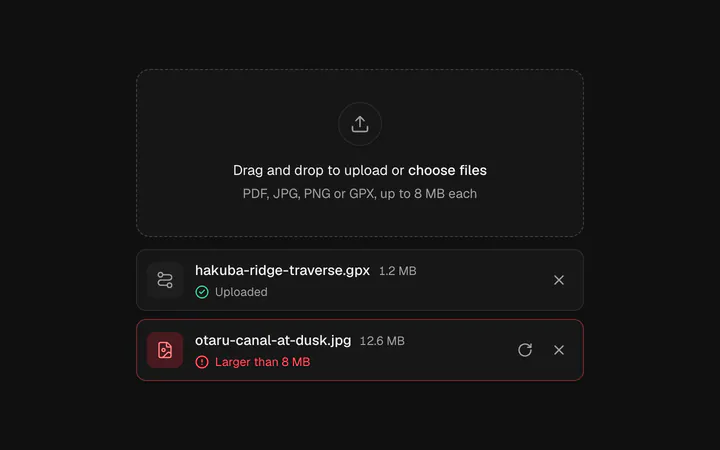 Drag and drop to upload or choose files
PDF, JPG, PNG or GPX, up to 8 MB each
hakuba-ridge-traverse.gpx 1.2 MB
Uploaded
otaru-canal-at-dusk.jpg 12.6 MB
Larger than 8 MB